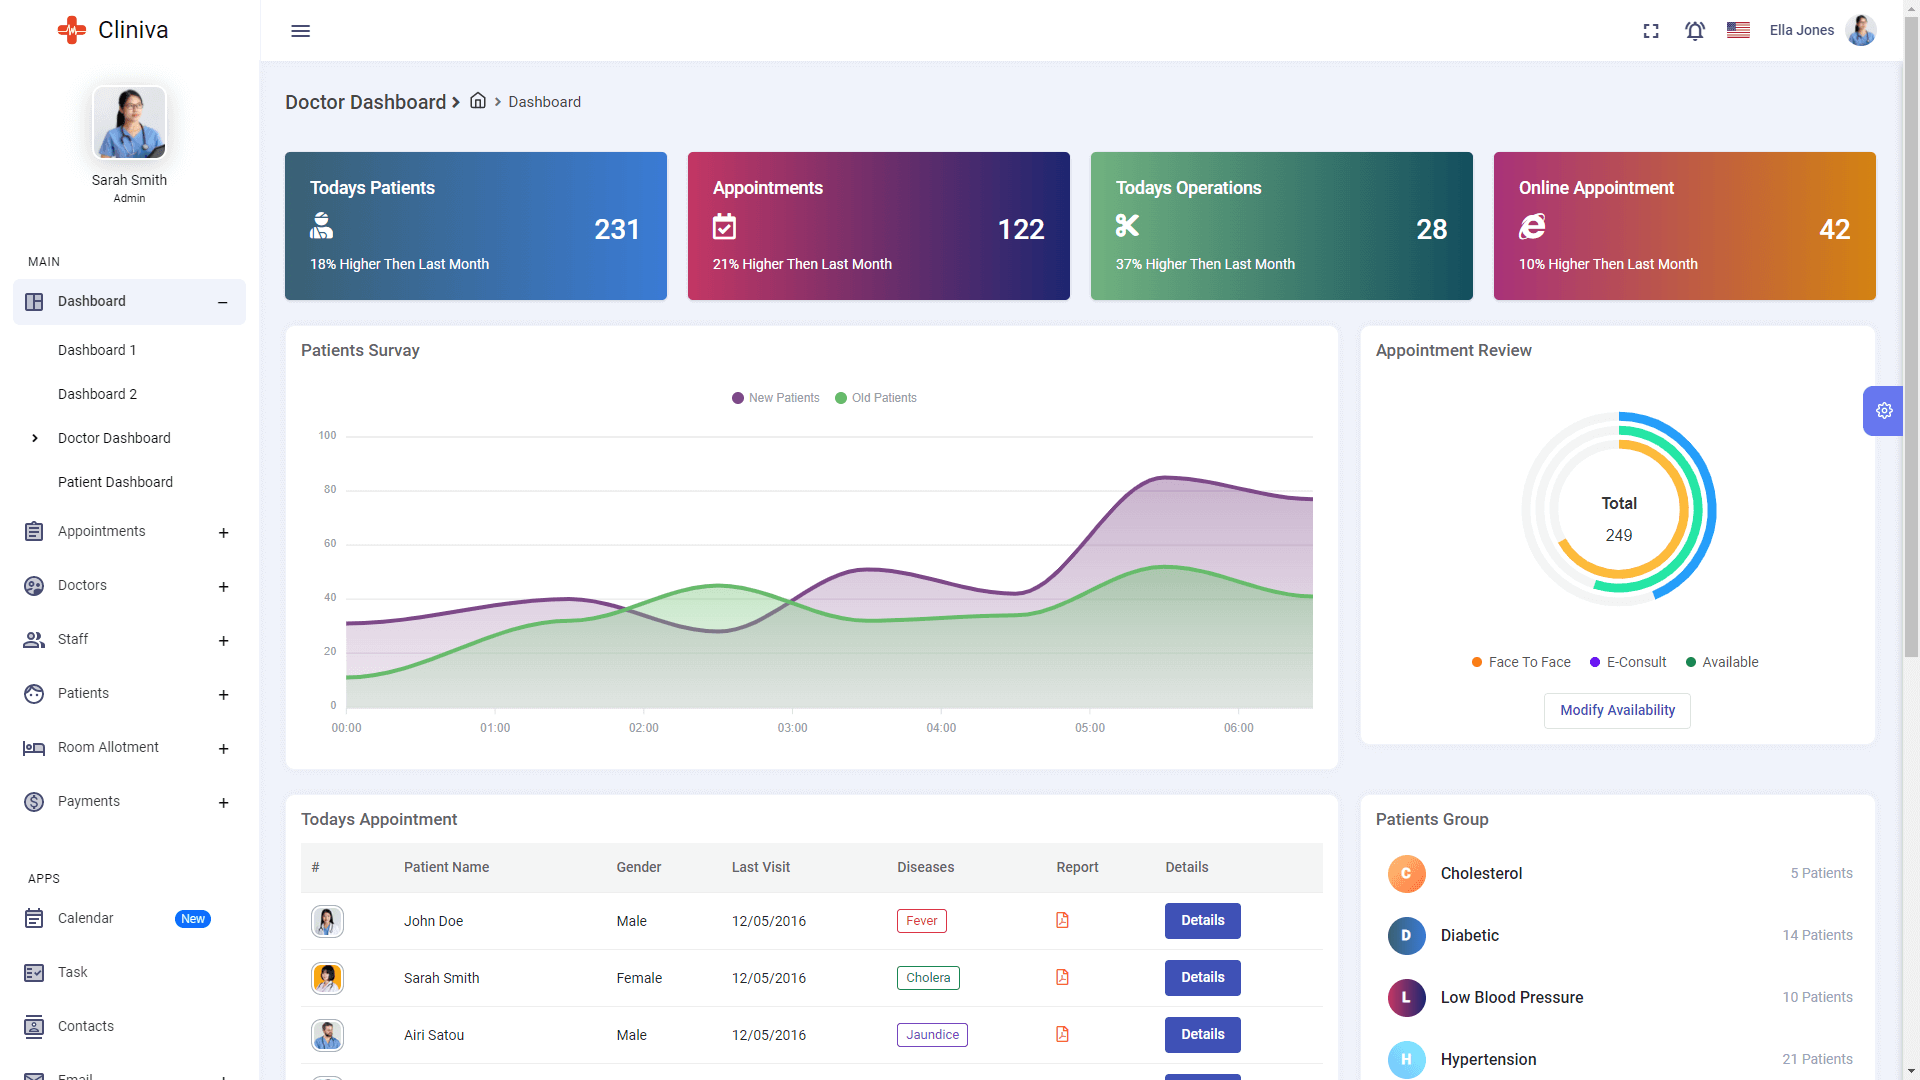 Cliniva
Ella Jones
Sarah Smith
Admin
MAIN
Dashboard
Dashboard 1
Dashboard 2
Doctor Dashboard
Patient Dashboard
Appointments
Doctors
Staff
Patients
Room Allotment
Payments
APPS
Calendar New
Task
Contacts
Email
Doctor Dashboard > Dashboard
Todays Patients
231
18% Higher Then Last Month
Appointments
122
21% Higher Then Last Month
Todays Operations
28
37% Higher Then Last Month
Online Appointment
42
10% Higher Then Last Month
Patients Survay
New Patients Old Patients
100
80
60
40
20
0
00:00 01:00 02:00 03:00 04:00 05:00 06:00
Appointment Review
Total
249
Face To Face E-Consult Available
Modify Availability
Todays Appointment
# Patient Name Gender Last Visit Diseases Report Details
John Doe Male 12/05/2016 Fever Details
Sarah Smith Female 12/05/2016 Cholera Details
Airi Satou Male 12/05/2016 Jaundice Details
Patients Group
C Cholesterol 5 Patients
D Diabetic 14 Patients
L Low Blood Pressure 10 Patients
H Hypertension 21 Patients